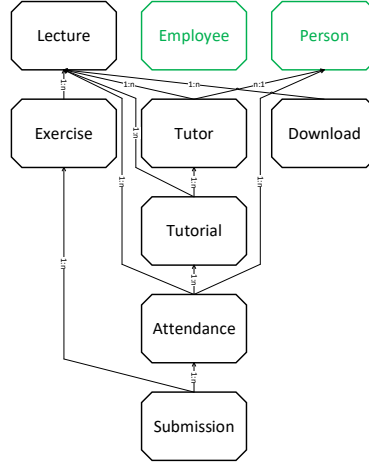 Lecture
Employee
Person
1:n
1:n
1:n
n:1
Exercise
Tutor
Download
1:n
1:n
Tutorial
1:n
1:n
1:n
Attendance
1:n
1:n
Submission